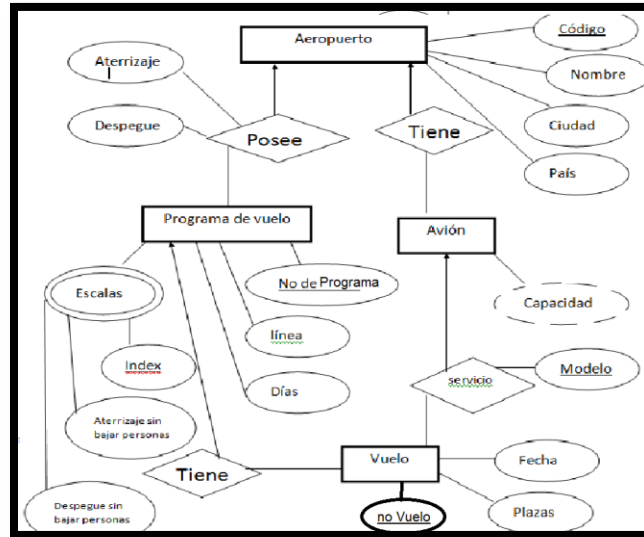 Aeropuerto
Código
Nombre
Ciudad
País
Aterrizaje
Despegue
Posee
Tiene
Programa de vuelo
Avión
Escalas
No de Programa
Capacidad
línea
Index
Días
servicio
Modelo
Aterrizaje sin
bajar personas
Tiene
Vuelo
Fecha
Despegue sin
bajar personas
no Vuelo
Plazas